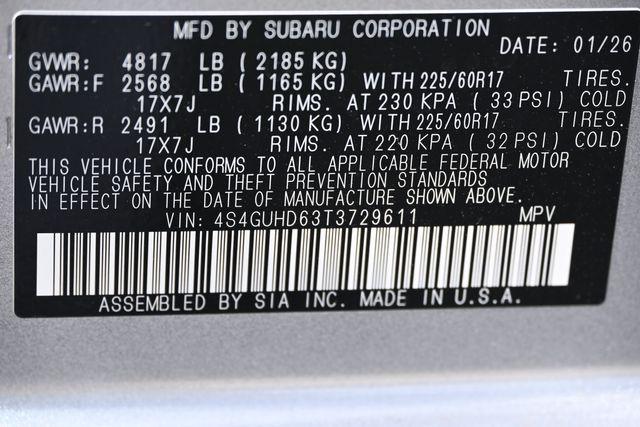 MFD BY SUBARU CORPORATION
DATE: 01/26
GVWR: 4817 LB ( 2185 KG)
GAWR:F 2568 LB ( 1165 KG) WITH 225/60R17 TIRES.
17X7J RIMS. AT 230 KPA ( 33 PSI) COLD
GAWR:R 2491 LB ( 1130 KG) WITH 225/60R17 TIRES.
17X7J RIMS. AT 220 KPA ( 32 PSI) COLD
THIS VEHICLE CONFORMS TO ALL APPLICABLE FEDERAL MOTOR
VEHICLE SAFETY AND THEFT PREVENTION STANDARDS
IN EFFECT ON THE DATE OF MANUFACTURE SHOWN ABOVE.
VIN: 4S4GUHD63T3729611 MPV
ASSEMBLED BY SIA INC. MADE IN U.S.A.